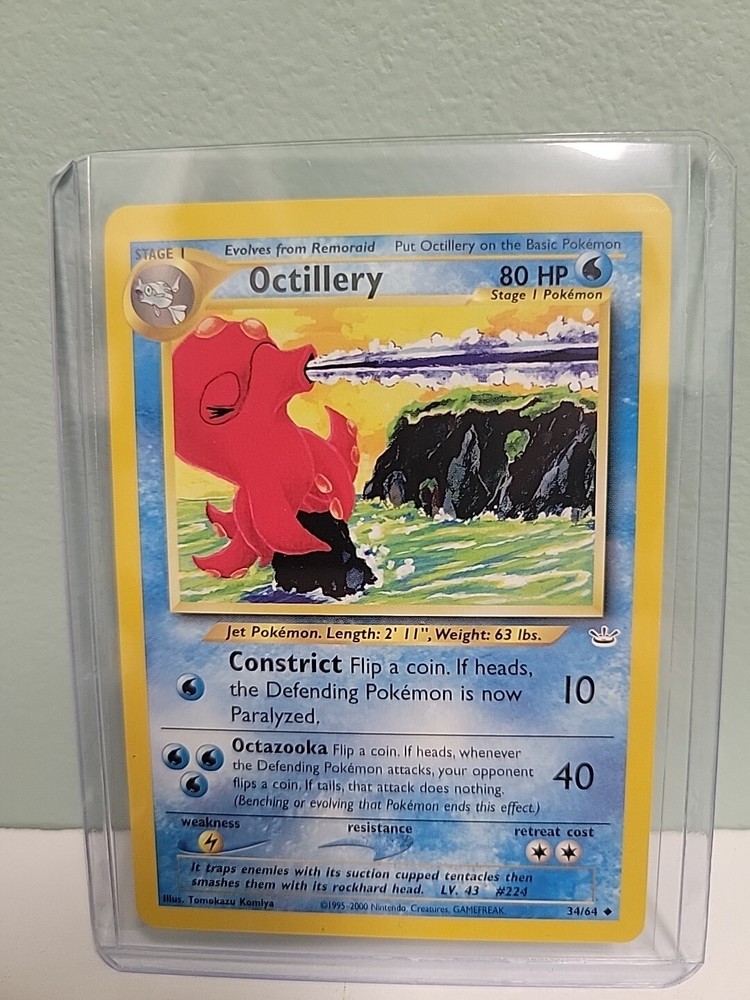 STAGE 1
Evolves from Remoraid
Put Octillery on the Basic Pokémon
Octillery
80 HP
Stage 1 Pokémon
Jet Pokémon. Length: 2' 11", Weight: 63 lbs.
Constrict Flip a coin. If heads,
the Defending Pokémon is now
Paralyzed.
10
Octazooka Flip a coin. If heads, whenever
the Defending Pokémon attacks, your opponent
flips a coin. If tails, that attack does nothing.
(Benching or evolving that Pokémon ends this effect.)
40
weakness
resistance
retreat cost
It traps enemies with its suction cupped tentacles then
smashes them with its rockhard head. LV. 43 #224
Illus. Tomokazu Komiya
©1995-2000 Nintendo, Creatures, GAMEFREAK.
34/64 ◆